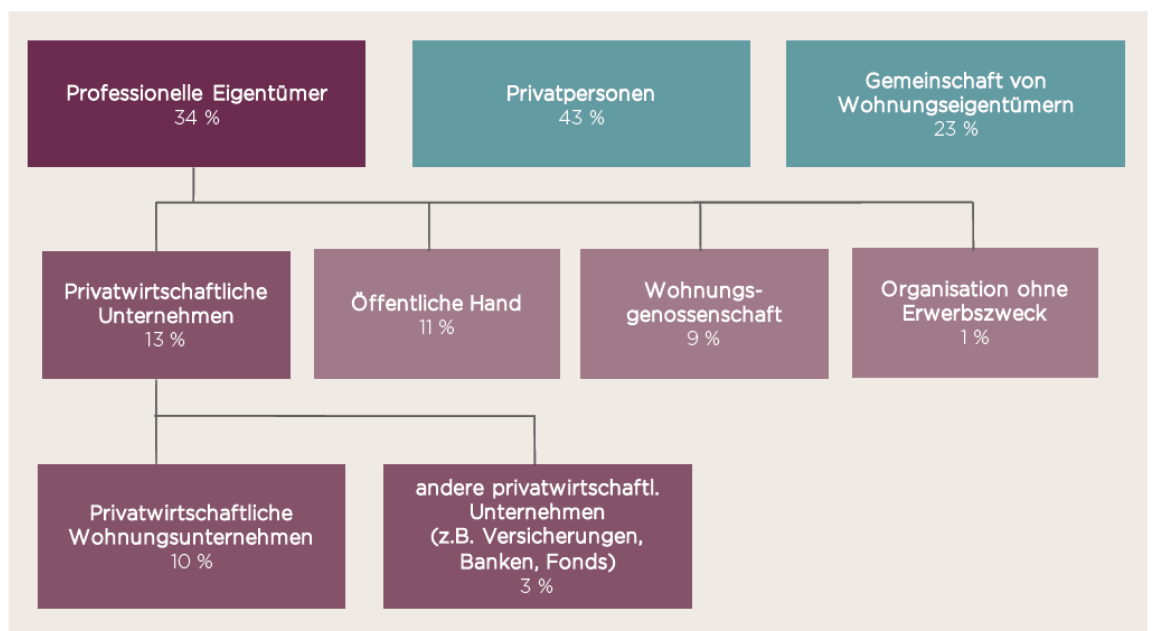 Professionelle Eigentümer
34 %
Privatpersonen
43 %
Gemeinschaft von
Wohnungseigentümern
23 %
Privatwirtschaftliche
Unternehmen
13 %
Öffentliche Hand
11 %
Wohnungs-
genossenschaft
9 %
Organisation ohne
Erwerbszweck
1 %
Privatwirtschaftliche
Wohnungsunternehmen
10 %
andere privatwirtschaftl.
Unternehmen
(z.B. Versicherungen,
Banken, Fonds)
3 %